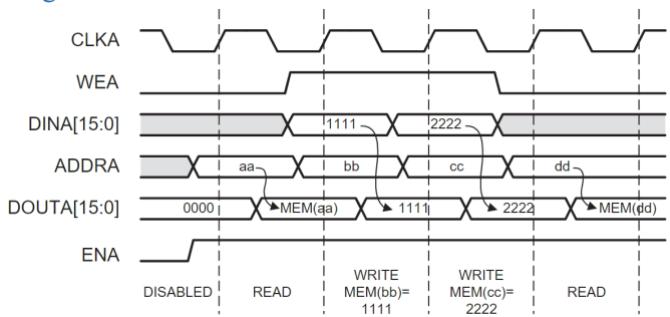 CLKA
WEA
DINA[15:0] 1111 2222
ADDRA aa bb cc dd
DOUTA[15:0] 0000 MEM(aa) 1111 2222 MEM(dd)
ENA
DISABLED READ WRITE MEM(bb)= 1111 WRITE MEM(cc)= 2222 READ